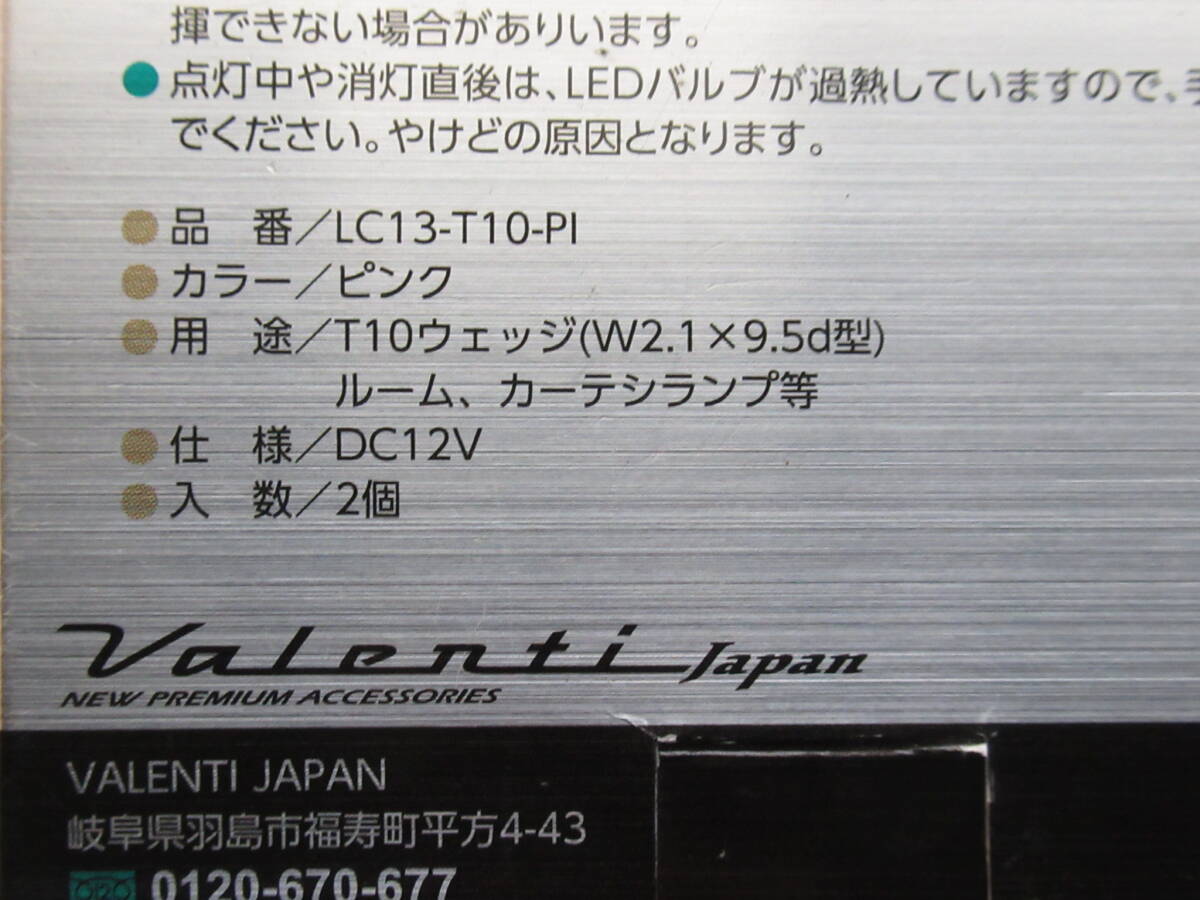 揮できない場合がありいます。
●点灯中や消灯直後は、LEDバルブが過熱していますので、手
でください。やけどの原因となります。
●品　番／LC13-T10-PI
●カラー／ピンク
●用　途／T10ウェッジ(W2.1×9.5d型)
ルーム、カーテシランプ等
●仕　様／DC12V
●入　数／2個
Valenti Japan
NEW PREMIUM ACCESSORIES
VALENTI JAPAN
岐阜県羽島市福寿町平方4-43
0120-670-677